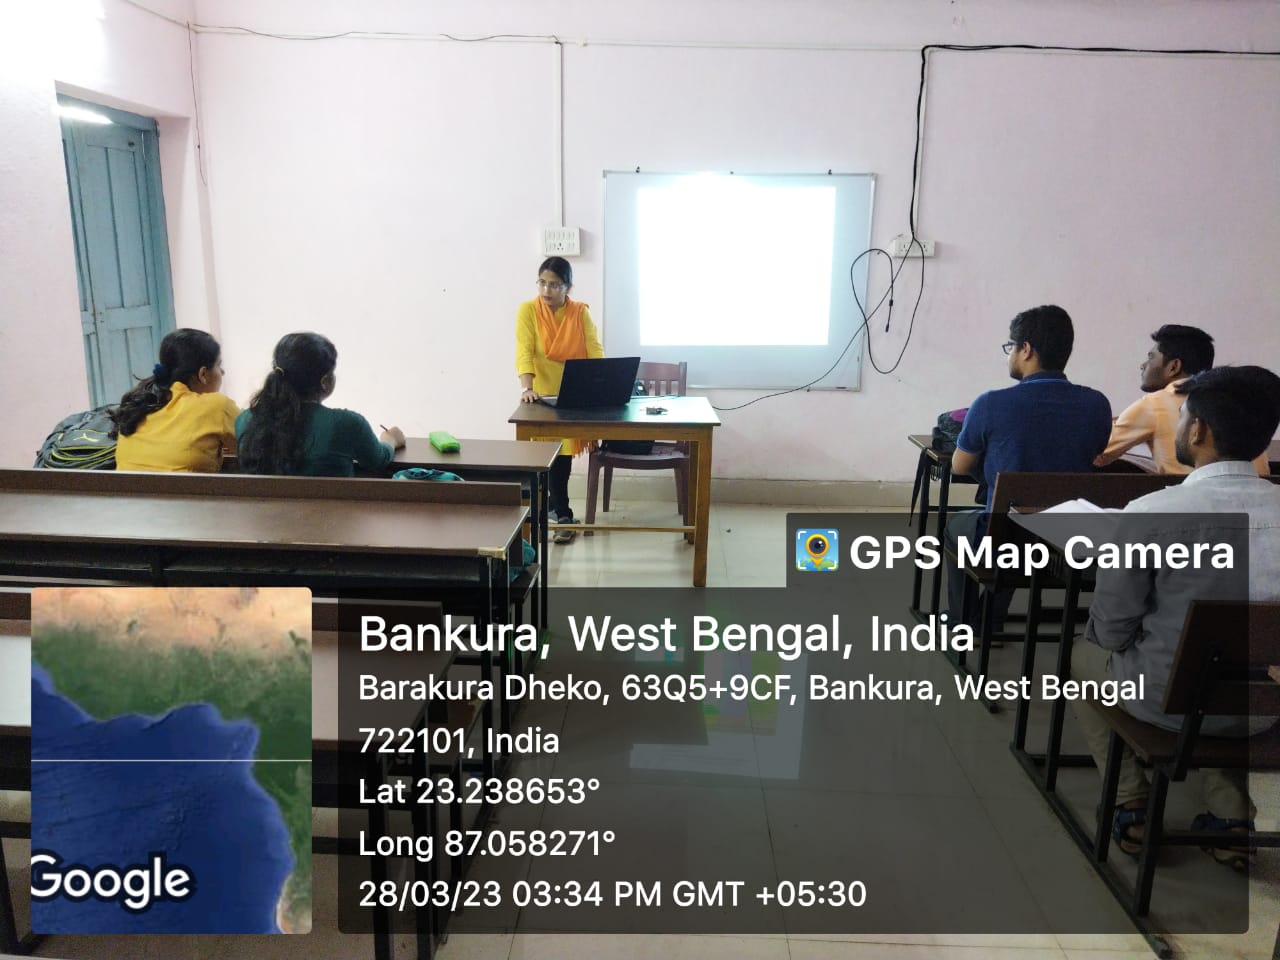 GPS Map Camera
Bankura, West Bengal, India
Barakura Dheko, 63Q5+9CF, Bankura, West Bengal
722101, India
Lat 23.238653°
Long 87.058271°
28/03/23 03:34 PM GMT +05:30
Google